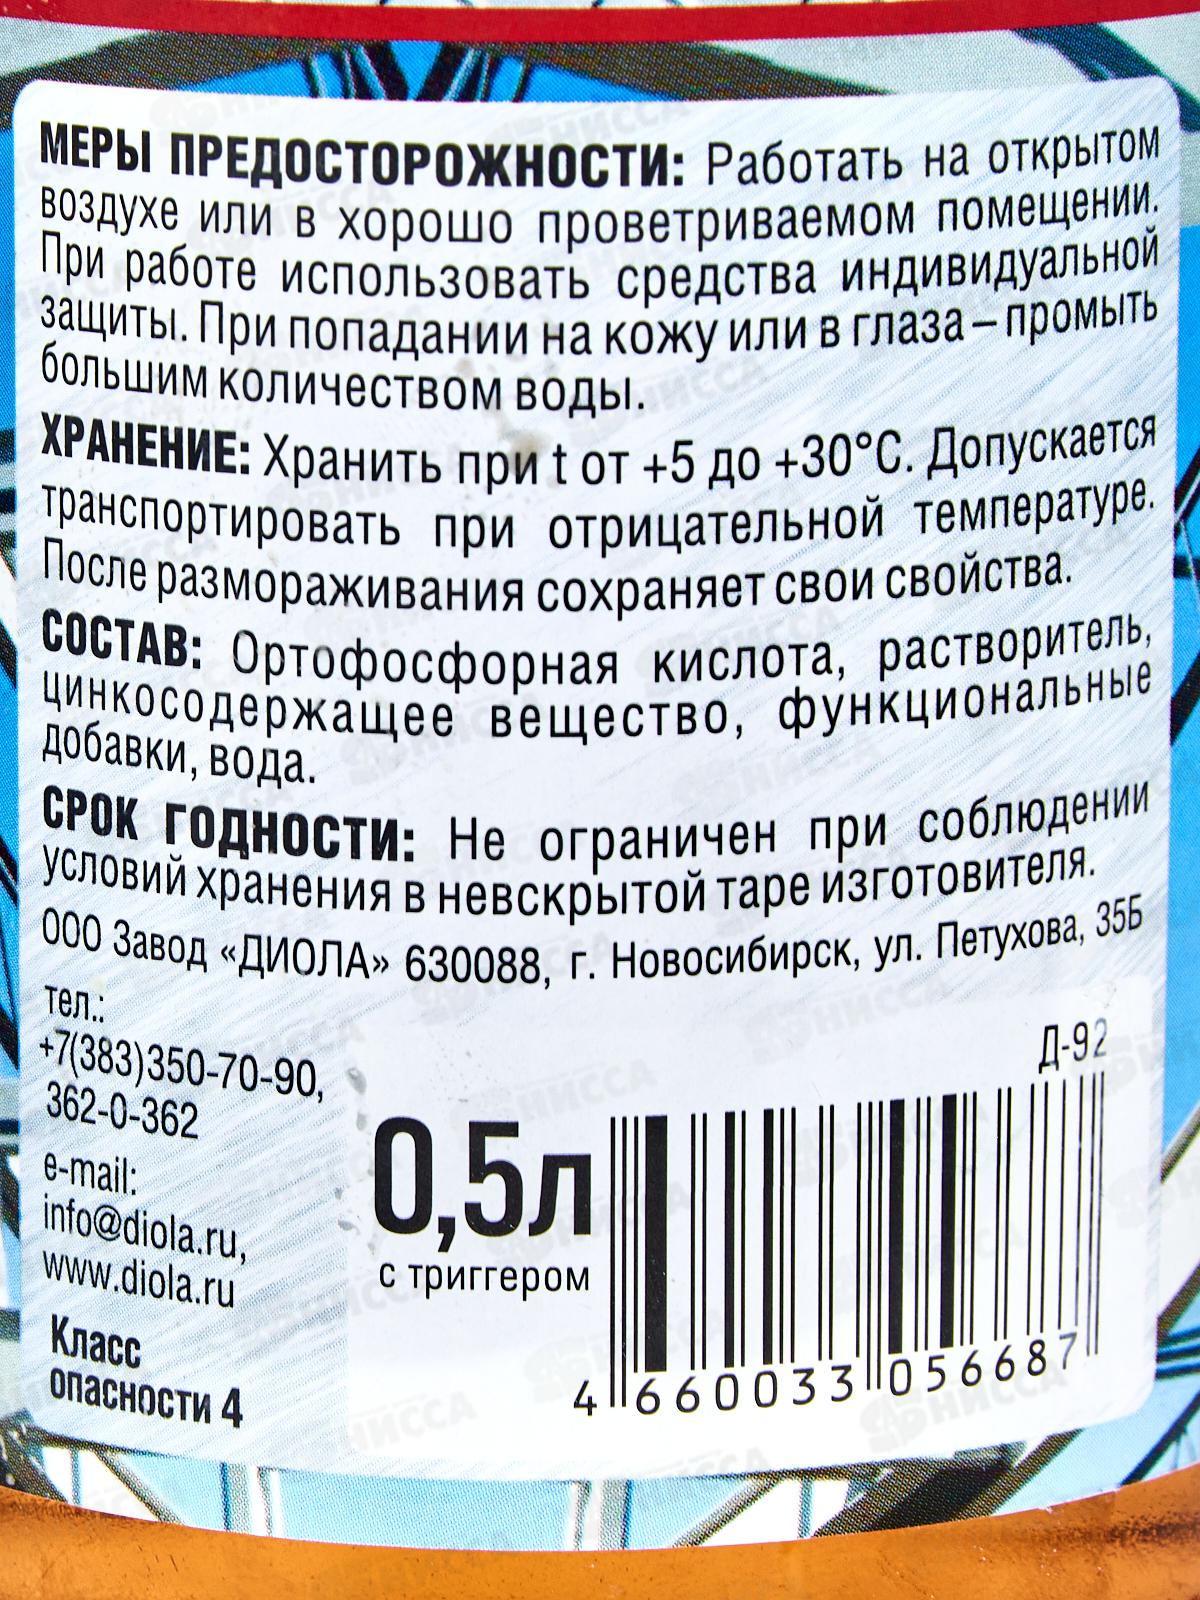 МЕРЫ ПРЕДОСТОРОЖНОСТИ: Работать на открытом
воздухе или в хорошо проветриваемом помещении.
При работе использовать средства индивидуальной
защиты. При попадании на кожу или в глаза – промыть
большим количеством воды.
ХРАНЕНИЕ: Хранить при t от +5 до +30°С. Допускается
транспортировать при отрицательной температуре.
После размораживания сохраняет свои свойства.
СОСТАВ: Ортофосфорная кислота, растворитель,
цинкосодержащее вещество, функциональные
добавки, вода.
СРОК ГОДНОСТИ: Не ограничен при соблюдении
условий хранения в невскрытой таре изготовителя.
ООО Завод «ДИОЛА» 630088, г. Новосибирск, ул. Петухова, 35Б
тел.:
+7(383)350-70-90,
362-0-362
e-mail:
info@diola.ru,
www.diola.ru
Класс
опасности 4
0,5л
с триггером
Д-92
4 660033 056687